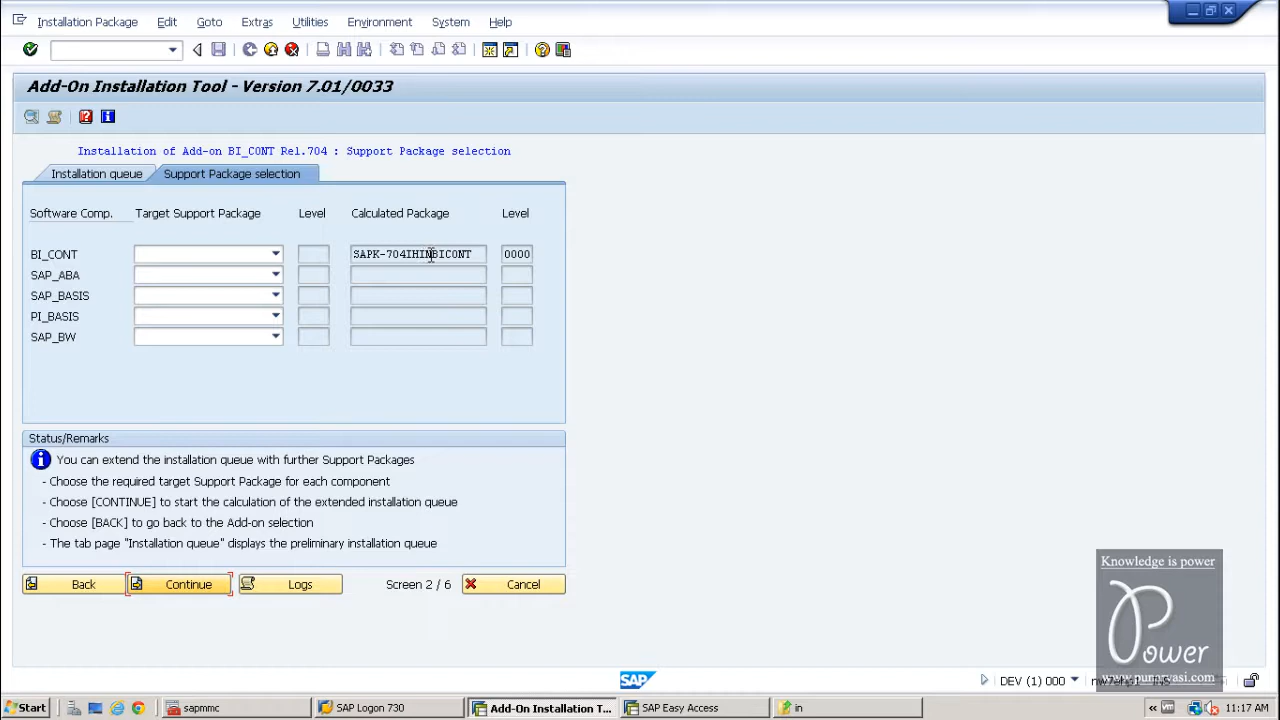 Installation Package Edit Goto Extras Utilities Environment System Help
Add-On Installation Tool - Version 7.01/0033
Installation of Add-on BI_CONT Rel.704 : Support Package selection
Installation queue Support Package selection
Software Comp. Target Support Package Level Calculated Package Level
BI_CONT SAPK-704IHINBICONT 0000
SAP_ABA
SAP_BASIS
PI_BASIS
SAP_BW
Status/Remarks
You can extend the installation queue with further Support Packages
- Choose the required target Support Package for each component
- Choose [CONTINUE] to start the calculation of the extended installation queue
- Choose [BACK] to go back to the Add-on selection
- The tab page "Installation queue" displays the preliminary installation queue
Back Continue Logs Screen 2 / 6 Cancel
Knowledge is power
Power
SAP DEV (1) 000
Start sapmmc SAP Logon 730 Add-On Installation T... SAP Easy Access in 11:17 AM